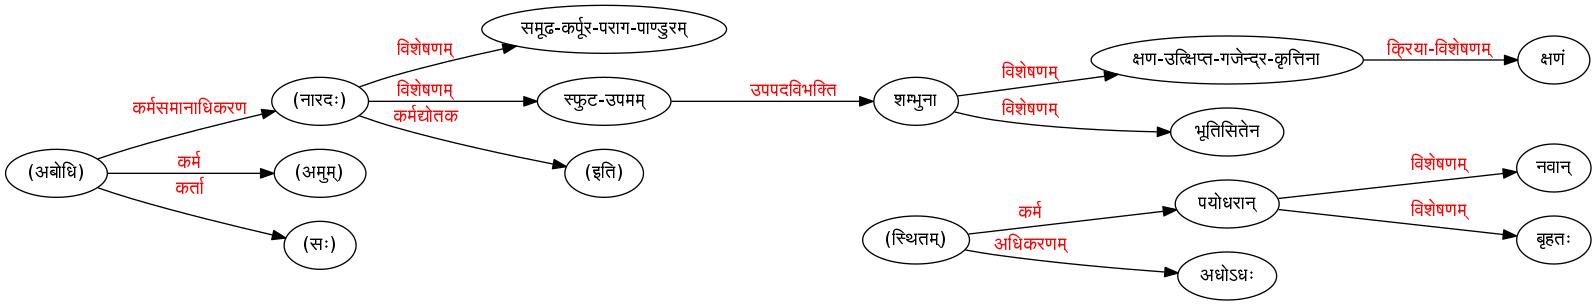 समूढ-कर्पूर-पराग-पाण्डुरम्
विशेषणम्
क्रिया-विशेषणम्
क्षण-उत्क्षिप्त-गजेन्द्र-कृत्तिना
क्षणं
विशेषणम्
(नारदः)
विशेषणम्
स्फुट-उपमम्
उपपदविभक्ति
शम्भुना
कर्मसमानाधिकरण
कर्मद्योतक
विशेषणम्
भूतिसितेन
(अबोधि)
कर्म
(अमुम्)
(इति)
विशेषणम्
नवान्
कर्ता
पयोधरान्
कर्म
विशेषणम्
(सः)
(स्थितम्)
अधिकरणम्
बृहतः
अधोऽधः